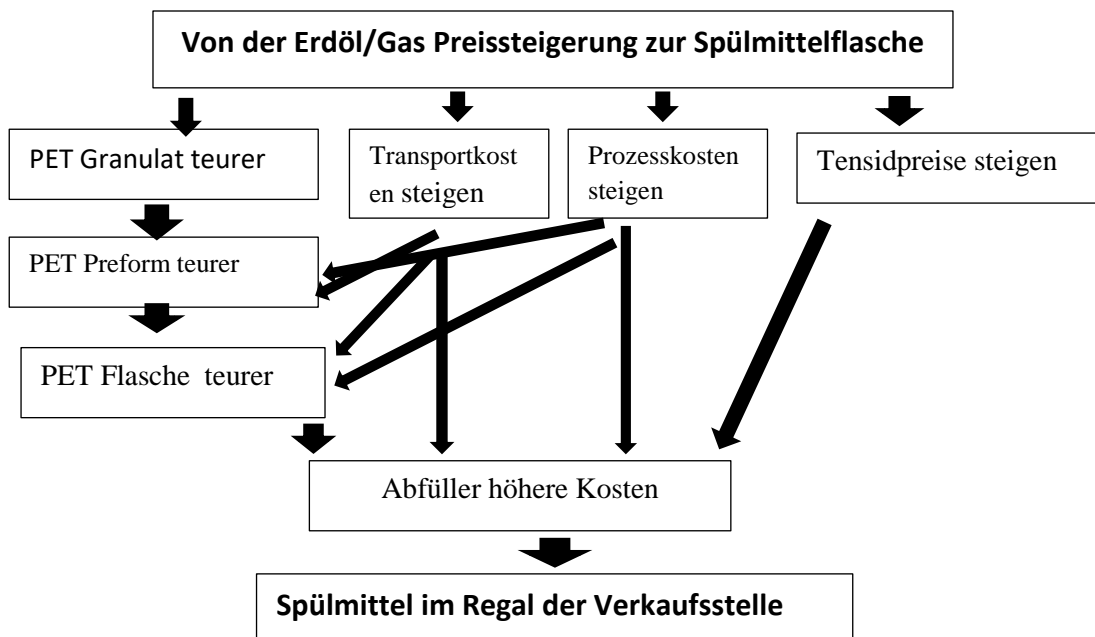 Von der Erdöl/Gas Preissteigerung zur Spülmittelflasche
PET Granulat teurer
Transportkost
en steigen
Prozesskosten
steigen
Tensidpreise steigen
PET Preform teurer
PET Flasche  teurer
Abfüller höhere Kosten
Spülmittel im Regal der Verkaufsstelle